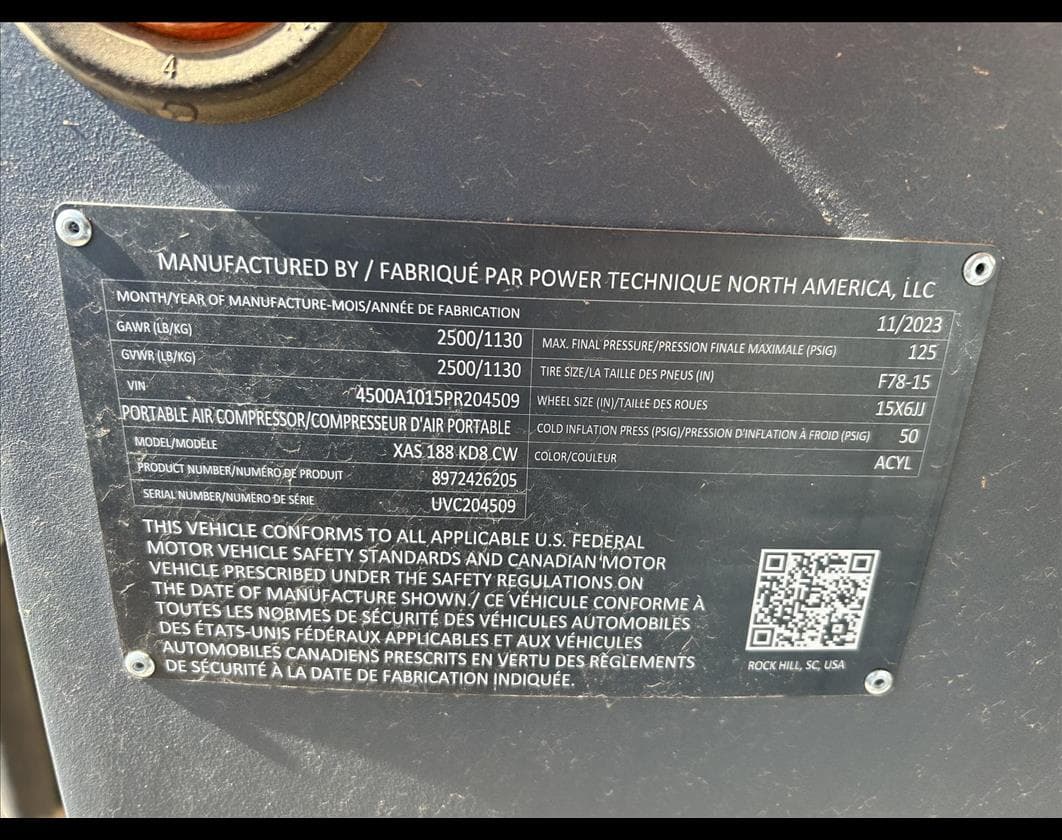 4
MANUFACTURED BY / FABRIQUÉ PAR POWER TECHNIQUE NORTH AMERICA, LLC
MONTH/YEAR OF MANUFACTURE-MOIS/ANNÉE DE FABRICATION 11/2023
GAWR (LB/KG) 2500/1130 MAX. FINAL PRESSURE/PRESSION FINALE MAXIMALE (PSIG) 125
GVWR (LB/KG) 2500/1130 TIRE SIZE/LA TAILLE DES PNEUS (IN) F78-15
VIN 4500A1015PR204509 WHEEL SIZE (IN)/TAILLE DES ROUES 15X6JJ
PORTABLE AIR COMPRESSOR/COMPRESSEUR D'AIR PORTABLE COLD INFLATION PRESS (PSIG)/PRESSION D'INFLATION À FROID (PSIG) 50
MODEL/MODÈLE XAS 188 KD8 CW COLOR/COULEUR ACYL
PRODUCT NUMBER/NUMÉRO DE PRODUIT 8972426205
SERIAL NUMBER/NUMÉRO DE SÉRIE UVC204509
THIS VEHICLE CONFORMS TO ALL APPLICABLE U.S. FEDERAL
MOTOR VEHICLE SAFETY STANDARDS AND CANADIAN MOTOR
VEHICLE PRESCRIBED UNDER THE SAFETY REGULATIONS ON
THE DATE OF MANUFACTURE SHOWN./ CE VÉHICULE CONFORME À
TOUTES LES NORMES DE SÉCURITÉ DES VÉHICULES AUTOMOBILES
DES ÉTATS-UNIS FÉDÉRAUX APPLICABLES ET AUX VÉHICULES
AUTOMOBILES CANADIENS PRESCRITS EN VERTU DES RÈGLEMENTS
DE SÉCURITÉ À LA DATE DE FABRICATION INDIQUÉE.
ROCK HILL, SC, USA